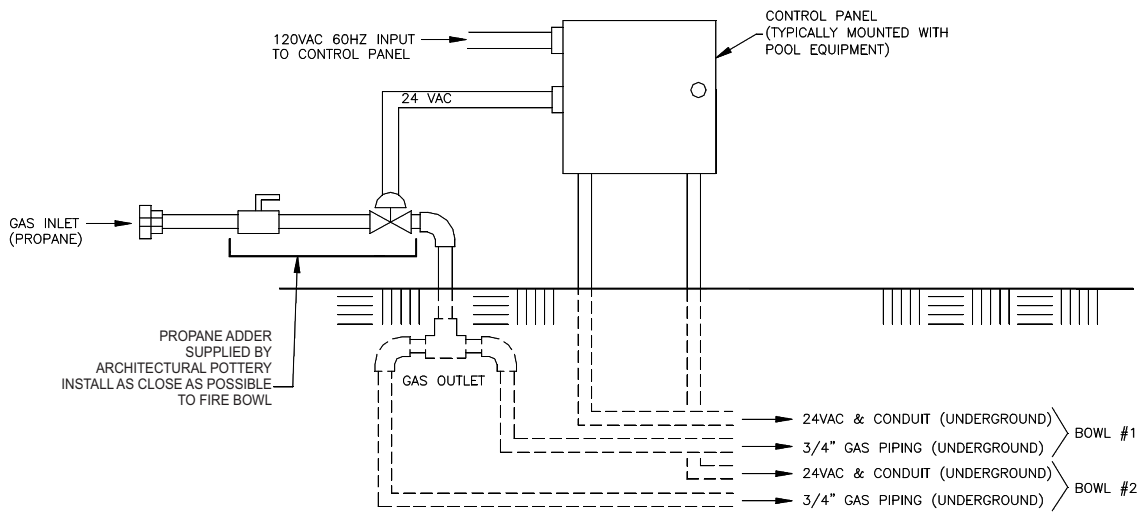 120VAC 60HZ INPUT
TO CONTROL PANEL
CONTROL PANEL
(TYPICALLY MOUNTED WITH
POOL EQUIPMENT)
24 VAC
GAS INLET
(PROPANE)
PROPANE ADDER
SUPPLIED BY
ARCHITECTURAL POTTERY
INSTALL AS CLOSE AS POSSIBLE
TO FIRE BOWL
GAS OUTLET
24VAC & CONDUIT (UNDERGROUND)
3/4" GAS PIPING (UNDERGROUND)
BOWL #1
24VAC & CONDUIT (UNDERGROUND)
3/4" GAS PIPING (UNDERGROUND)
BOWL #2